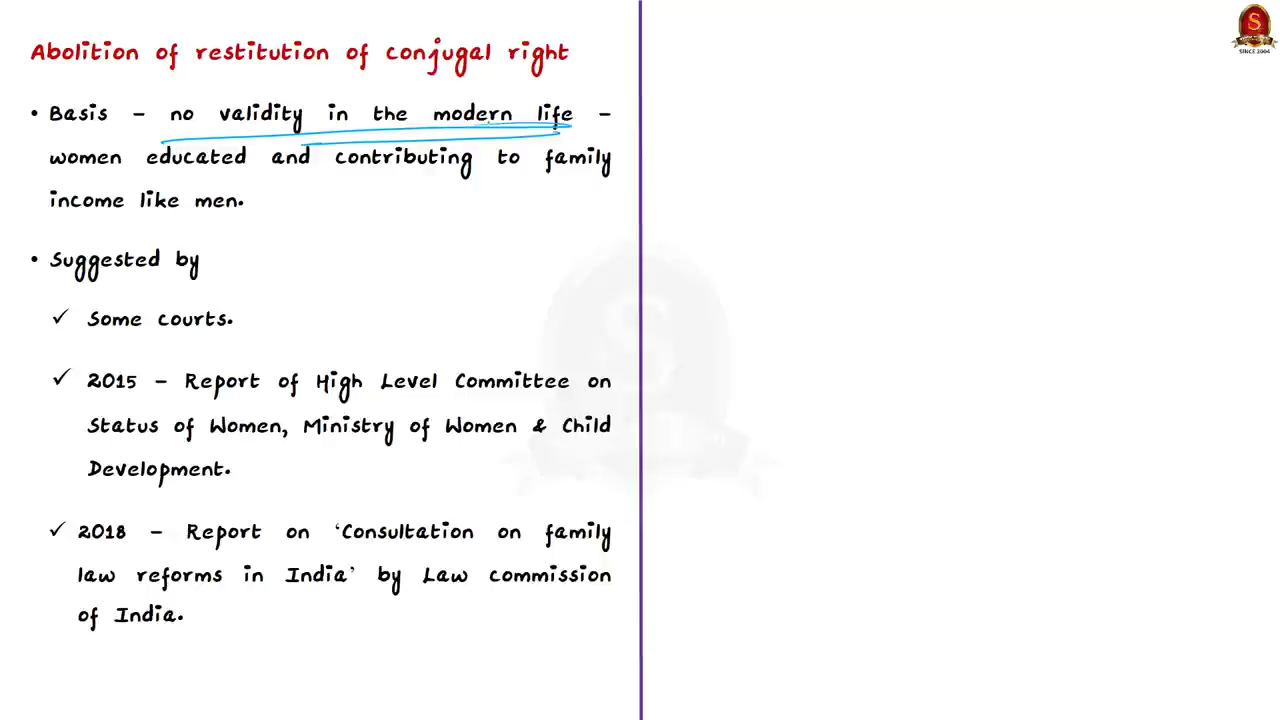 Abolition of restitution of conjugal right
• Basis – no validity in the modern life –
women educated and contributing to family
income like men.
• Suggested by
✓ Some courts.
✓ 2015 – Report of High Level Committee on
Status of Women, Ministry of Women & Child
Development.
✓ 2018 – Report on ‘Consultation on family
law reforms in India’ by Law commission
of India.
S
SINCE 2004